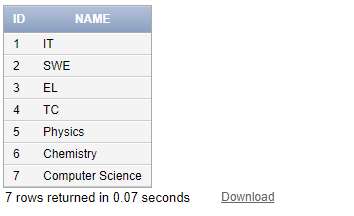 ID NAME
1 IT
2 SWE
3 EL
4 TC
5 Physics
6 Chemistry
7 Computer Science
7 rows returned in 0.07 seconds Download